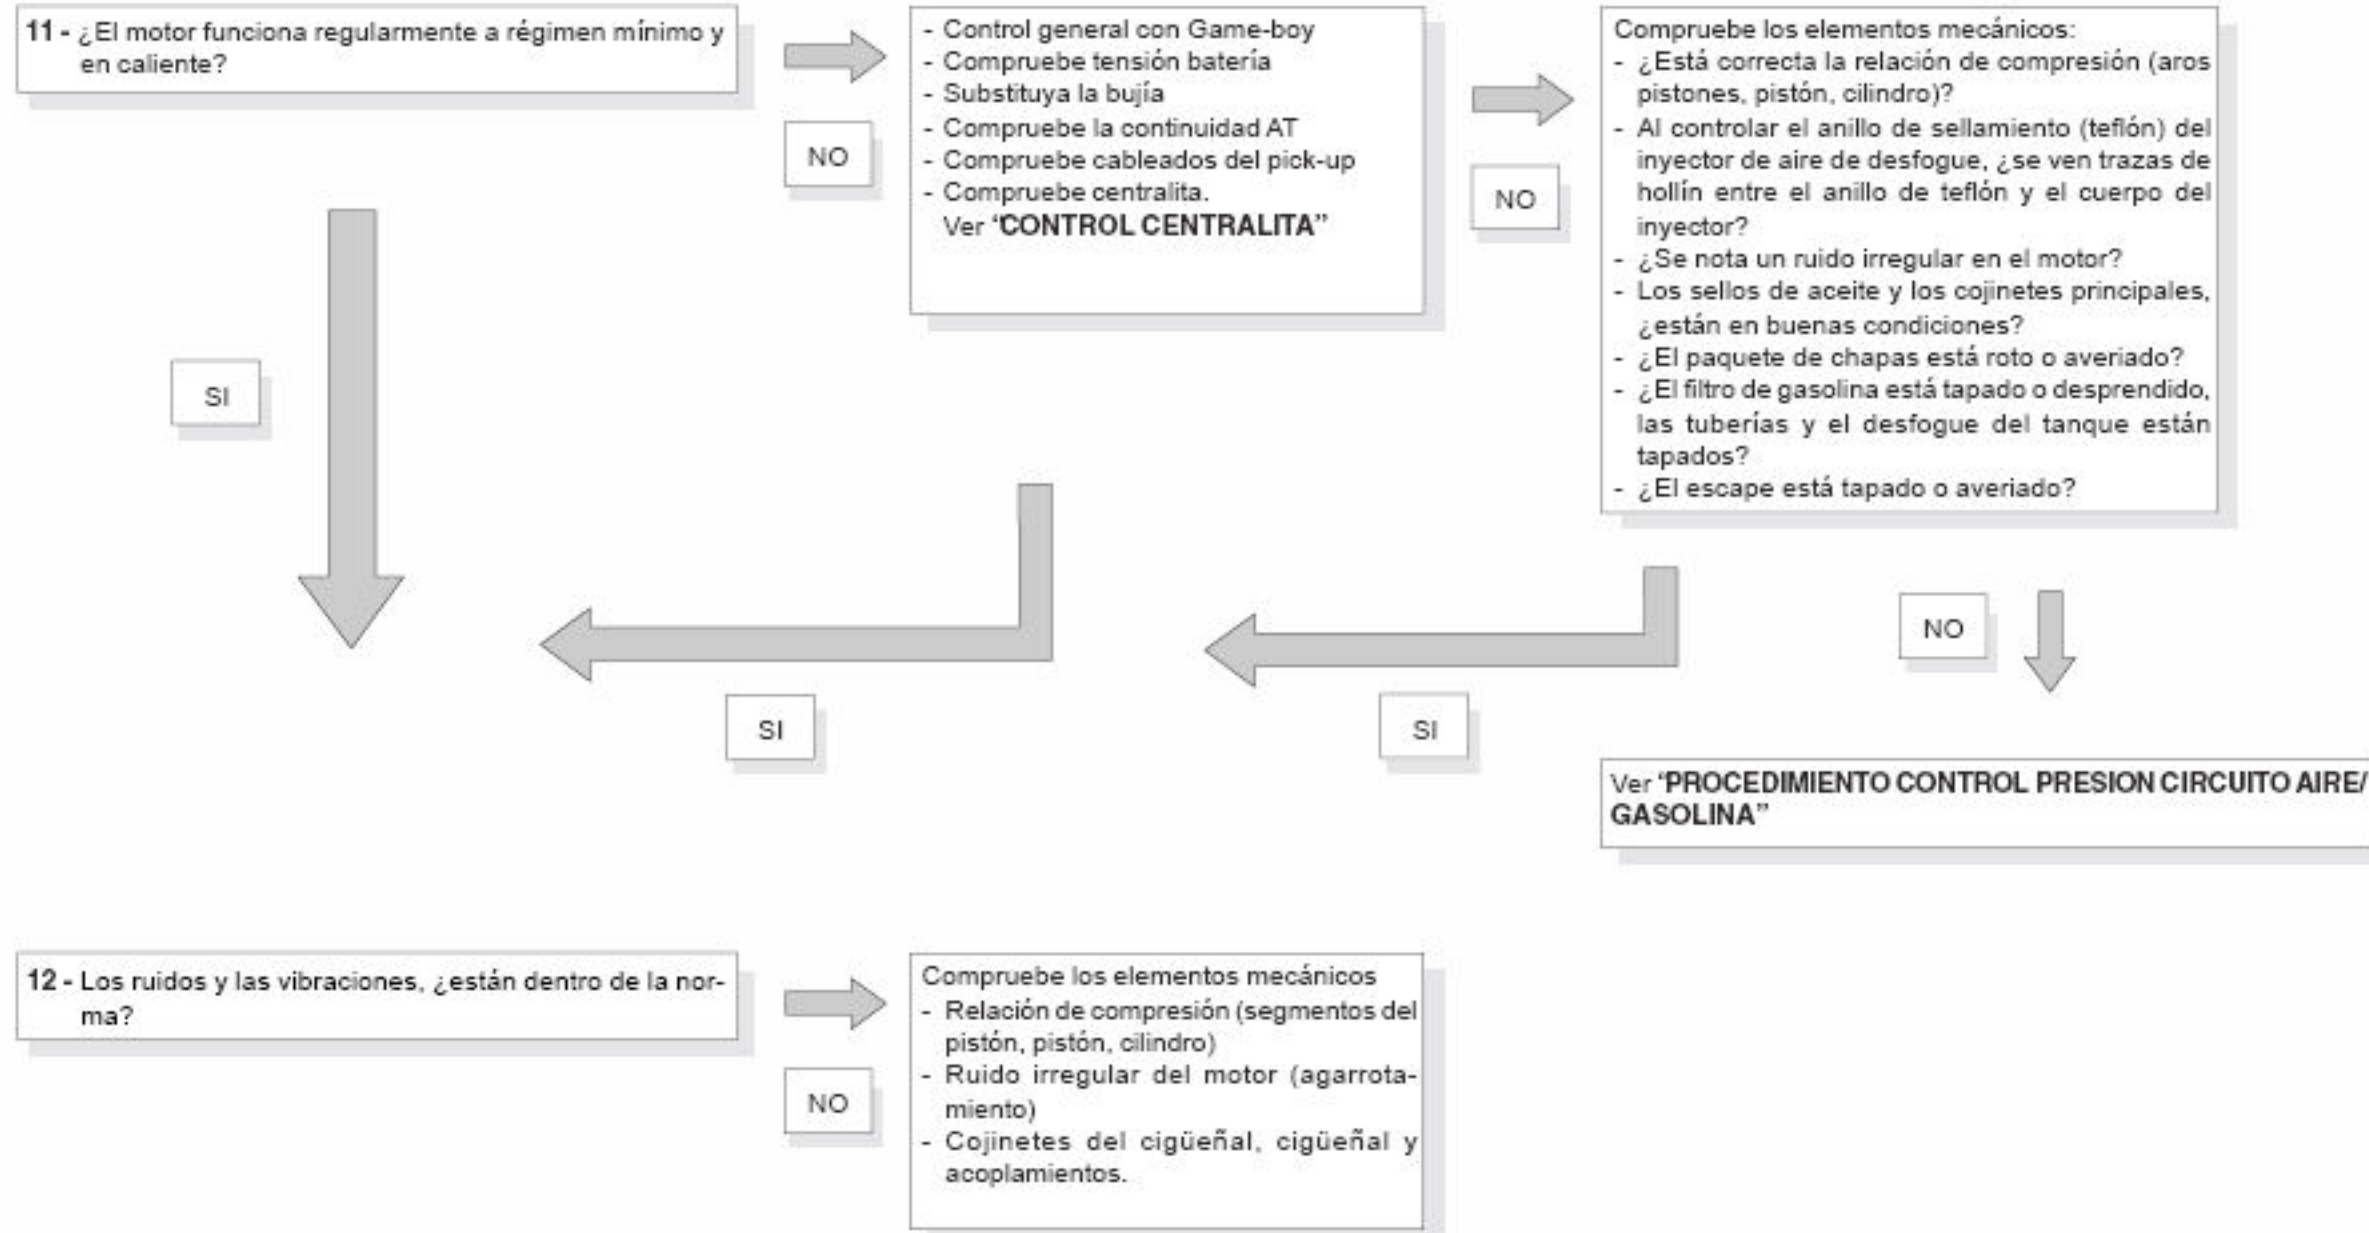 11 - ¿El motor funciona regularmente a régimen mínimo y
en caliente?
NO
- Control general con Game-boy
- Compruebe tensión batería
- Substituya la bujía
- Compruebe la continuidad AT
- Compruebe cableados del pick-up
- Compruebe centralita.
Ver “CONTROL CENTRALITA”
NO
Compruebe los elementos mecánicos:
- ¿Está correcta la relación de compresión (aros
pistones, pistón, cilindro)?
- Al controlar el anillo de sellamiento (teflón) del
inyector de aire de desfogue, ¿se ven trazas de
hollín entre el anillo de teflón y el cuerpo del
inyector?
- ¿Se nota un ruido irregular en el motor?
- Los sellos de aceite y los cojinetes principales,
¿están en buenas condiciones?
- ¿El paquete de chapas está roto o averiado?
- ¿El filtro de gasolina está tapado o desprendido,
las tuberías y el desfogue del tanque están
tapados?
- ¿El escape está tapado o averiado?
SI
SI
SI
NO
Ver “PROCEDIMIENTO CONTROL PRESION CIRCUITO AIRE/
GASOLINA”
12 - Los ruidos y las vibraciones, ¿están dentro de la nor-
ma?
NO
Compruebe los elementos mecánicos
- Relación de compresión (segmentos del
pistón, pistón, cilindro)
- Ruido irregular del motor (agarrota-
miento)
- Cojinetes del cigüeñal, cigüeñal y
acoplamientos.